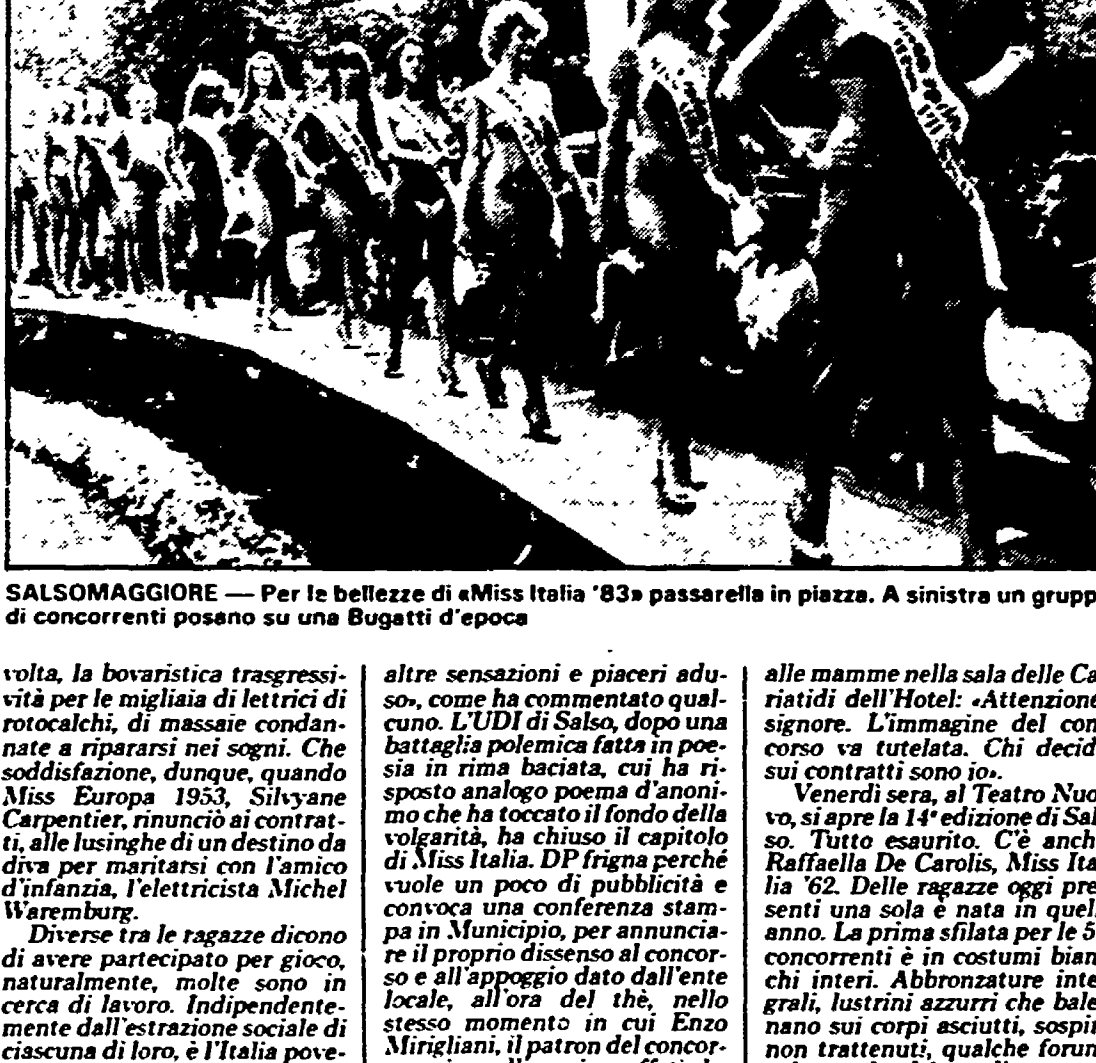 SALSOMAGGIORE — Per le bellezze di «Miss Italia '83» passarella in piazza. A sinistra un grupp
di concorrenti posano su una Bugatti d'epoca
volta, la bovaristica trasgressi-
vità per le migliaia di lettrici di
rotocalchi, di massaie condan-
nate a ripararsi nei sogni. Che
soddisfazione, dunque, quando
Miss Europa 1953, Silvyane
Carpentier, rinunciò ai contrat-
ti, alle lusinghe di un destino da
diva per maritarsi con l'amico
d'infanzia, l'elettricista Michel
Waremburg.
Diverse tra le ragazze dicono
di avere partecipato per gioco,
naturalmente, molte sono in
cerca di lavoro. Indipendente-
mente dall'estrazione sociale di
ciascuna di loro, è l'Italia pove-
altre sensazioni e piaceri adu-
so», come ha commentato qual-
cuno. L'UDI di Salso, dopo una
battaglia polemica fatta in poe-
sia in rima baciata, cui ha ri-
sposto analogo poema d'anoni-
mo che ha toccato il fondo della
volgarità, ha chiuso il capitolo
di Miss Italia. DP frigna perché
vuole un poco di pubblicità e
convoca una conferenza stam-
pa in Municipio, per annuncia-
re il proprio dissenso al concor-
so e all'appoggio dato dall'ente
locale, all'ora del thè, nello
stesso momento in cui Enzo
Mirigliani, il patron del concor-
alle mamme nella sala delle Ca
riatidi dell'Hotel: «Attenzione
signore. L'immagine del con
corso va tutelata. Chi decid
sui contratti sono io».
Venerdì sera, al Teatro Nuo
vo, si apre la 14ª edizione di Sal
so. Tutto esaurito. C'è anch
Raffaella De Carolis, Miss Ita
lia '62. Delle ragazze oggi pre
senti una sola è nata in quel
anno. La prima sfilata per le 5
concorrenti è in costumi bian
chi interi. Abbronzature inte
grali, lustrini azzurri che bale
nano sui corpi asciutti, sospir
non trattenuti, qualche forun